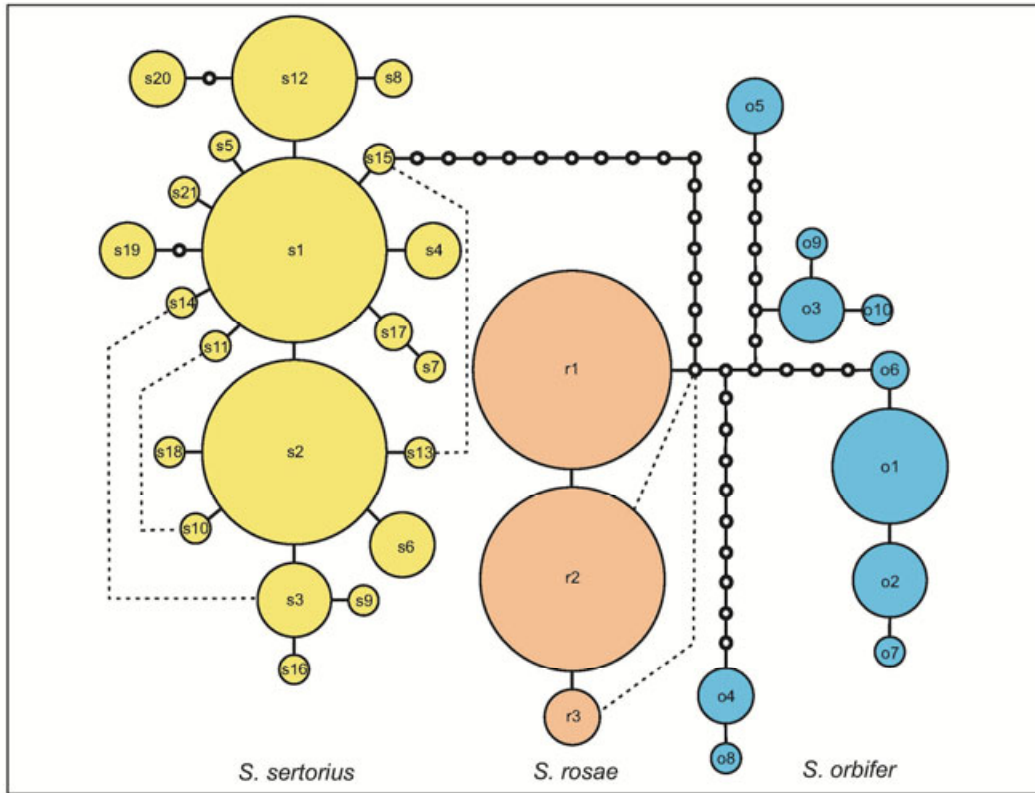 s20
s12
s8
s5
s15
s21
s19
s1
s4
s14
s11
s17
s7
s18
s2
s13
s10
s6
s3
s9
s16
r1
r2
r3
o5
o9
o3
o10
o6
o1
o2
o7
o4
o8
S. sertorius
S. rosae
S. orbifer